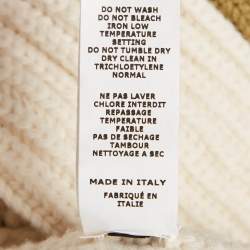 DO NOT WASH
DO NOT BLEACH
IRON LOW
TEMPERATURE
SETTING
DO NOT TUMBLE DRY
DRY CLEAN IN
TRICHLOETYLENE
NORMAL
NE PAS LAVER
CHLORE INTERDIT
REPASSAGE
TEMPERATURE
FAIBLE
PAS DE SECHAGE
TAMBOUR
NETTOYAGE A SEC
MADE IN ITALY
FABRIQUÉ EN
ITALIE